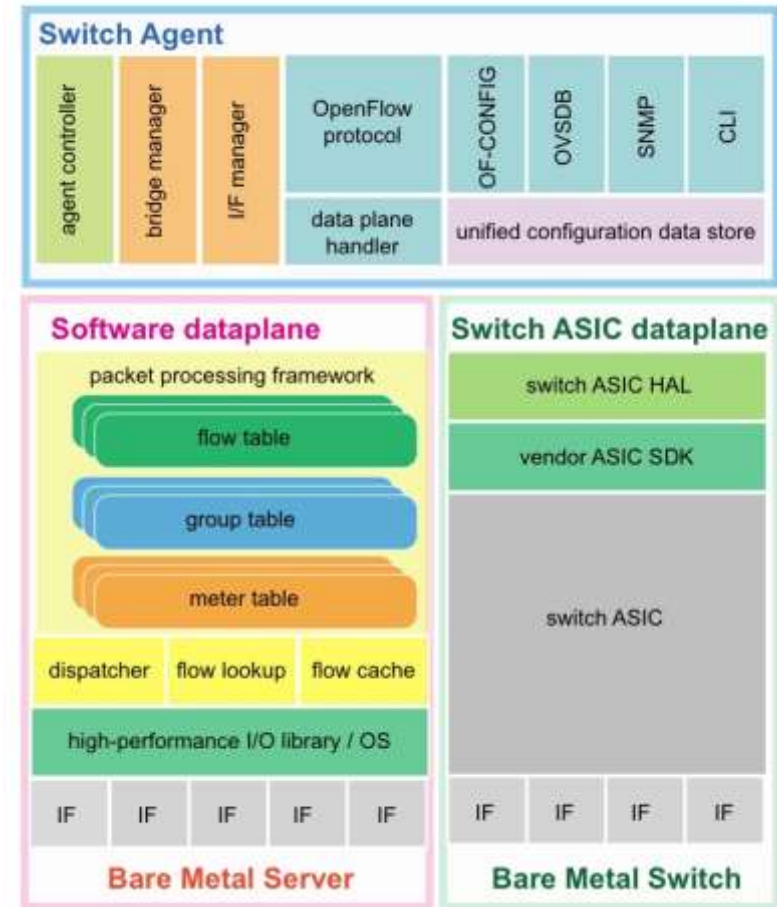 Switch Agent
agent controller
bridge manager
I/F manager
OpenFlow
protocol
OF-CONFIG
OVSDB
SNMP
CLI
data plane
handler
unified configuration data store
Software dataplane
packet processing framework
flow table
group table
meter table
dispatcher
flow lookup
flow cache
high-performance I/O library / OS
IF
IF
IF
IF
IF
Bare Metal Server
Switch ASIC dataplane
switch ASIC HAL
vendor ASIC SDK
switch ASIC
IF
IF
IF
IF
Bare Metal Switch